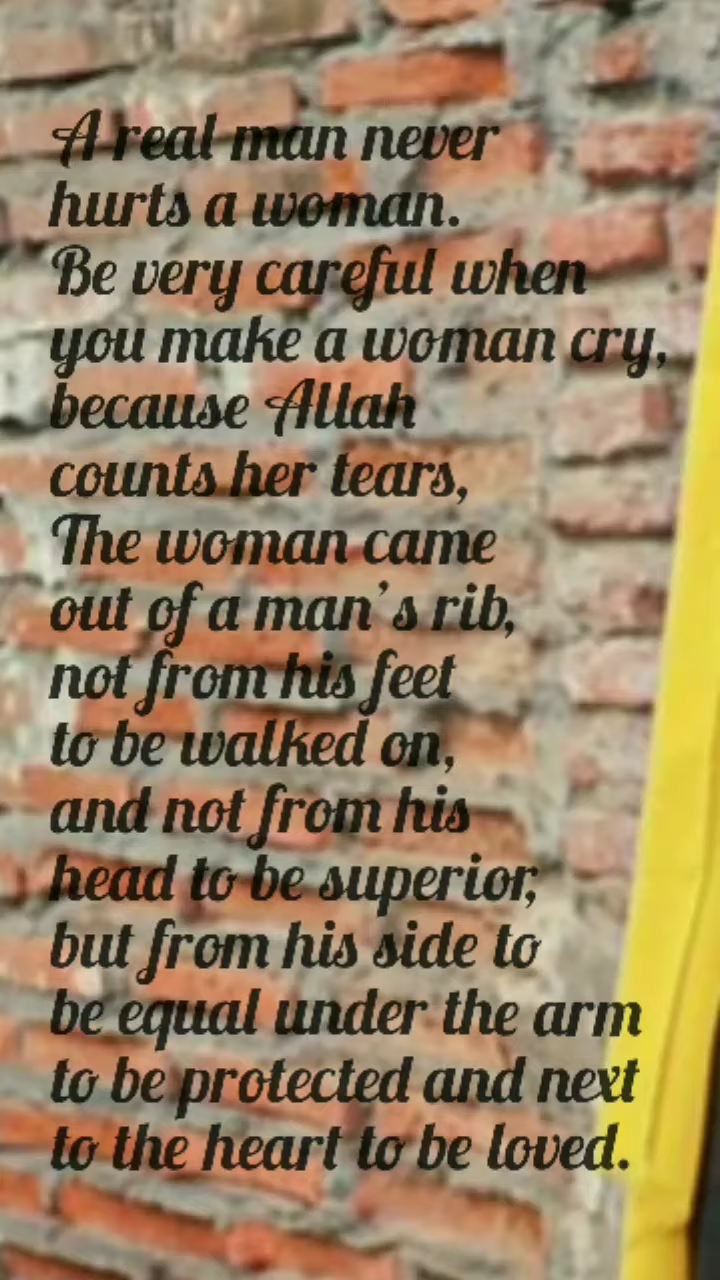 A real man never
hurts a woman.
Be very careful when
you make a woman cry,
because Allah
counts her tears,
The woman came
out of a man's rib,
not from his feet
to be walked on,
and not from his
head to be superior,
but from his side to
be equal under the arm
to be protected and next
to the heart to be loved.